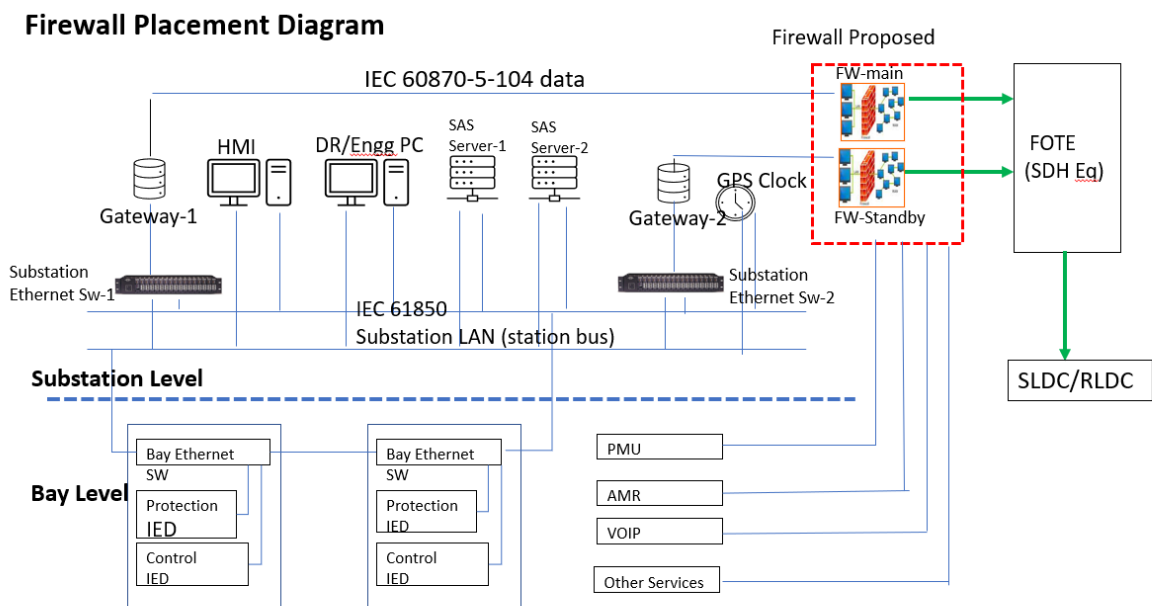 Firewall Placement Diagram
Firewall Proposed
IEC 60870-5-104 data
FW-main
HMI
DR/Engg PC
SAS
Server-1
SAS
Server-2
FOTE
(SDH Eq)
GPS Clock
Gateway-1
Gateway-2
FW-Standby
Substation
Ethernet Sw-1
Substation
Ethernet Sw-2
IEC 61850
Substation LAN (station bus)
Substation Level
SLDC/RLDC
Bay Ethernet
SW
Bay Ethernet
SW
PMU
Bay Level
Protection
IED
Protection
IED
AMR
VOIP
Control
IED
Control
IED
Other Services